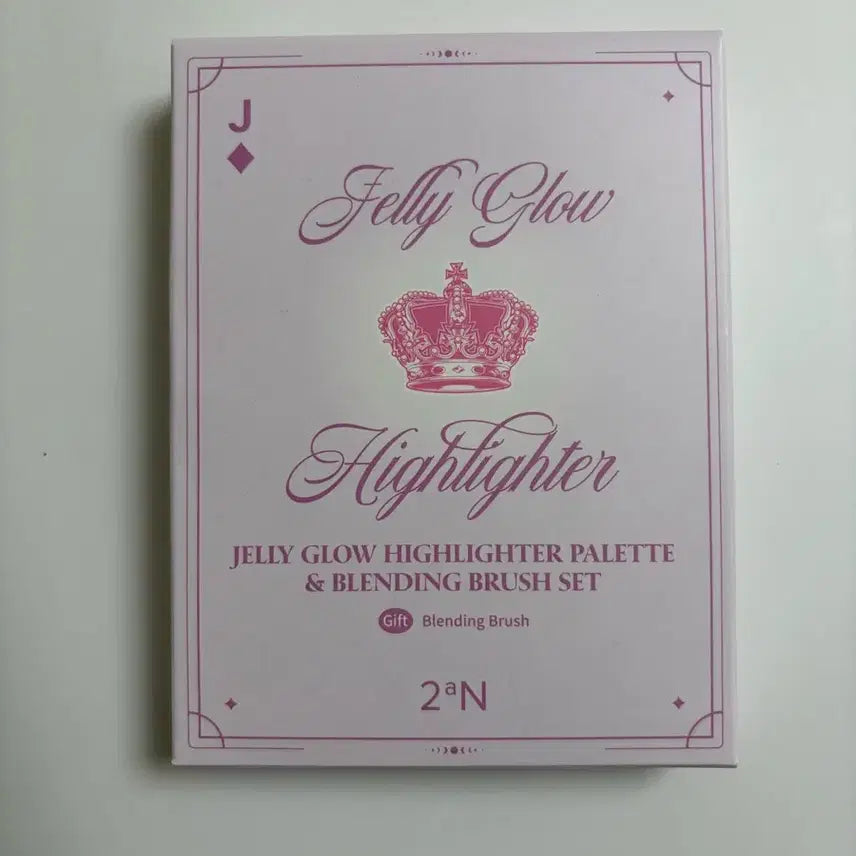 J
Jelly Glow
Highlighter
JELLY GLOW HIGHLIGHTER PALETTE
& BLENDING BRUSH SET
Gift Blending Brush
2ªN